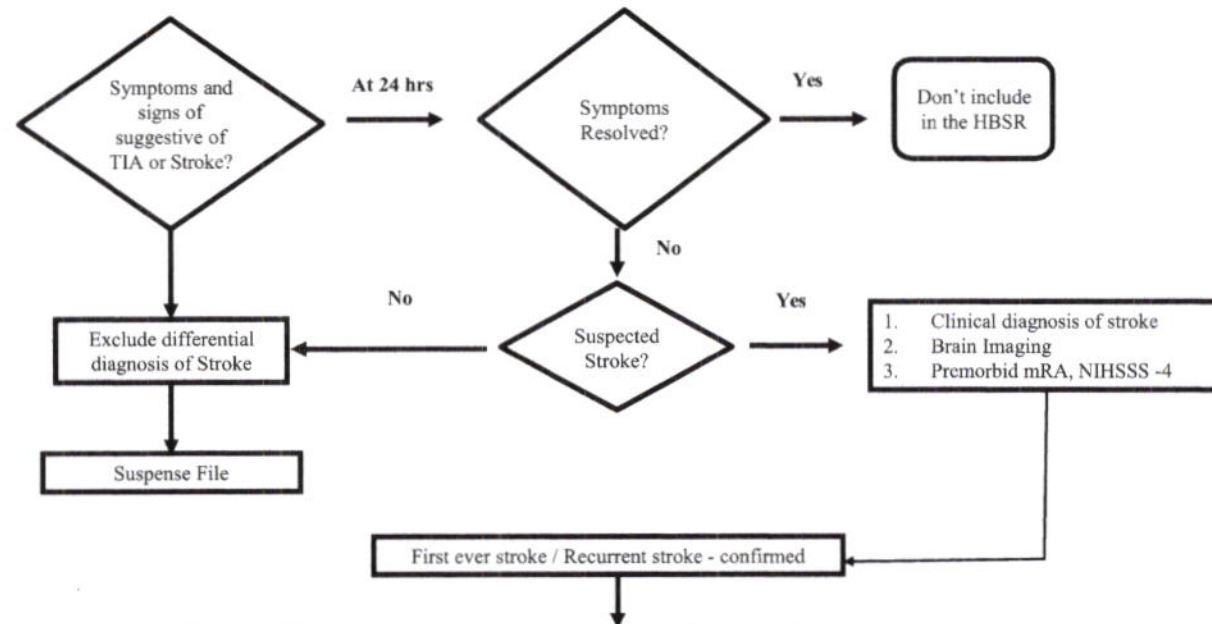 Symptoms and
signs of
suggestive of
TIA or Stroke?
At 24 hrs
Symptoms
Resolved?
Yes
Don't include
in the HBSR
No
No
Suspected
Stroke?
Yes
Exclude differential
diagnosis of Stroke
1. Clinical diagnosis of stroke
2. Brain Imaging
3. Premorbid mRA, NIHSSS -4
Suspense File
First ever stroke / Recurrent stroke - confirmed